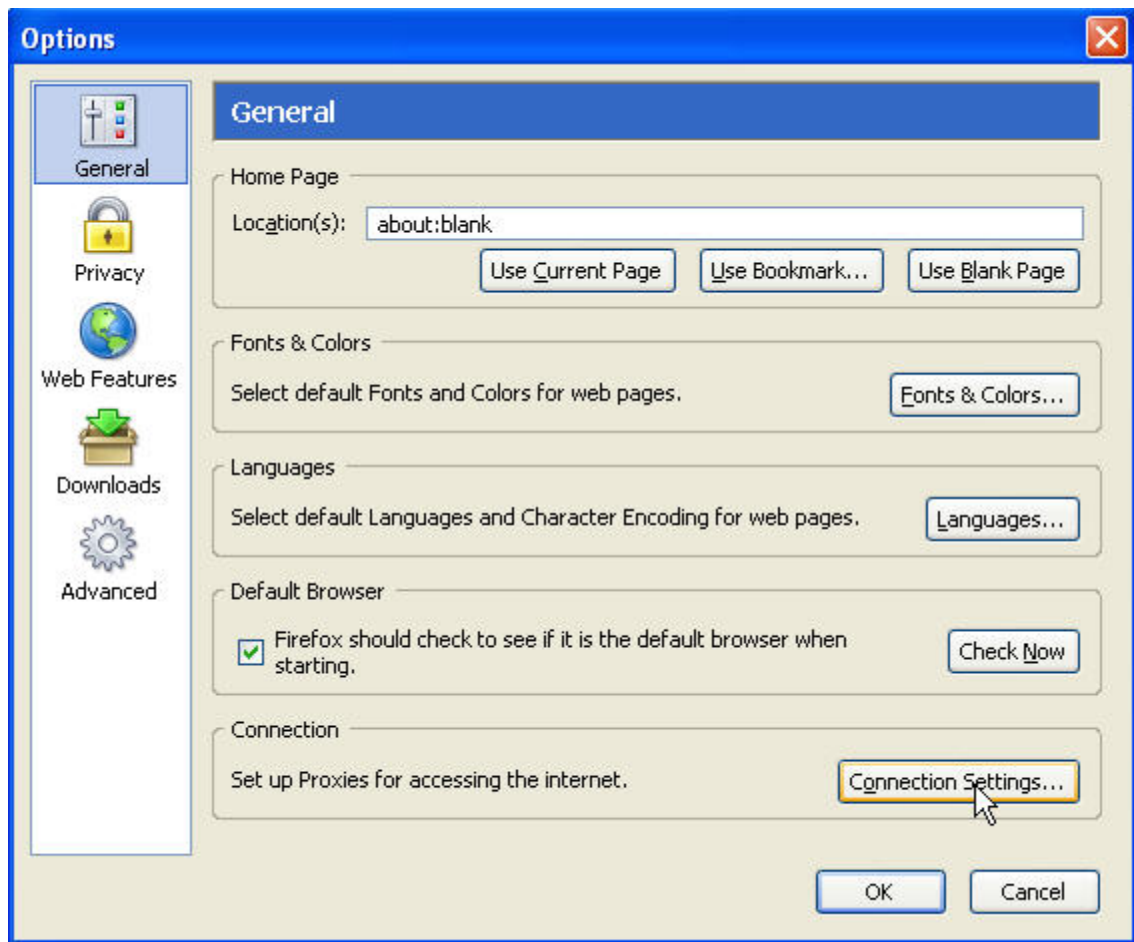 Options
General
Privacy
Web Features
Downloads
Advanced
General
Home Page
Location(s): about:blank
Use Current Page Use Bookmark... Use Blank Page
Fonts & Colors
Select default Fonts and Colors for web pages. Fonts & Colors...
Languages
Select default Languages and Character Encoding for web pages. Languages...
Default Browser
Firefox should check to see if it is the default browser when
starting.
Check Now
Connection
Set up Proxies for accessing the internet. Connection Settings...
OK Cancel